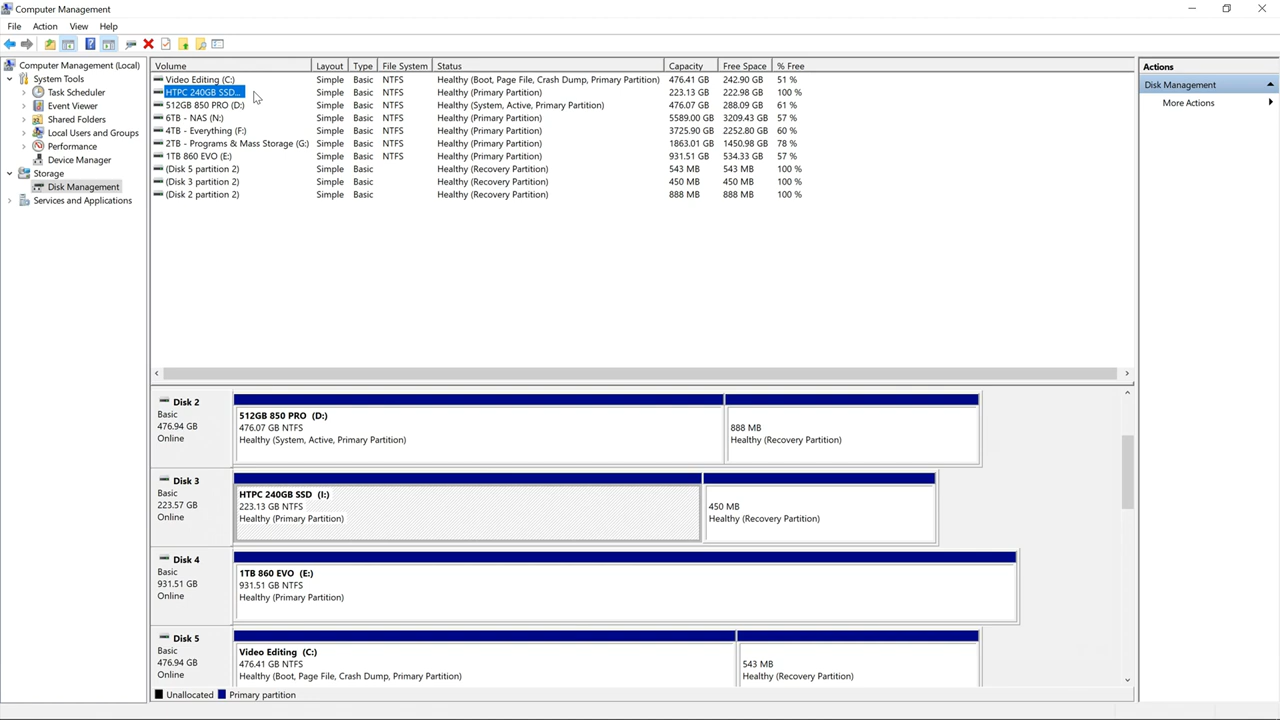 Computer Management
File Action View Help
Computer Management (Local)
System Tools
Task Scheduler
Event Viewer
Shared Folders
Local Users and Groups
Performance
Device Manager
Storage
Disk Management
Services and Applications
Volume Layout Type File System Status Capacity Free Space % Free
Video Editing (C:) Simple Basic NTFS Healthy (Boot, Page File, Crash Dump, Primary Partition) 476.41 GB 242.90 GB 51 %
HTPC 240GB SSD... Simple Basic NTFS Healthy (Primary Partition) 223.13 GB 222.98 GB 100 %
512GB 850 PRO (D:) Simple Basic NTFS Healthy (System, Active, Primary Partition) 476.07 GB 288.09 GB 61 %
6TB - NAS (N:) Simple Basic NTFS Healthy (Primary Partition) 5589.00 GB 3209.43 GB 57 %
4TB - Everything (F:) Simple Basic NTFS Healthy (Primary Partition) 3725.90 GB 2252.80 GB 60 %
2TB - Programs & Mass Storage (G:) Simple Basic NTFS Healthy (Primary Partition) 1863.01 GB 1450.98 GB 78 %
1TB 860 EVO (E:) Simple Basic NTFS Healthy (Primary Partition) 931.51 GB 534.33 GB 57 %
(Disk 5 partition 2) Simple Basic Healthy (Recovery Partition) 543 MB 543 MB 100 %
(Disk 3 partition 2) Simple Basic Healthy (Recovery Partition) 450 MB 450 MB 100 %
(Disk 2 partition 2) Simple Basic Healthy (Recovery Partition) 888 MB 888 MB 100 %
Disk 2
Basic
476.94 GB
Online
512GB 850 PRO (D:)
476.07 GB NTFS
Healthy (System, Active, Primary Partition)
888 MB
Healthy (Recovery Partition)
Disk 3
Basic
223.57 GB
Online
HTPC 240GB SSD (I:)
223.13 GB NTFS
Healthy (Primary Partition)
450 MB
Healthy (Recovery Partition)
Disk 4
Basic
931.51 GB
Online
1TB 860 EVO (E:)
931.51 GB NTFS
Healthy (Primary Partition)
Disk 5
Basic
476.94 GB
Online
Video Editing (C:)
476.41 GB NTFS
Healthy (Boot, Page File, Crash Dump, Primary Partition)
543 MB
Healthy (Recovery Partition)
Unallocated Primary partition
Actions
Disk Management
More Actions